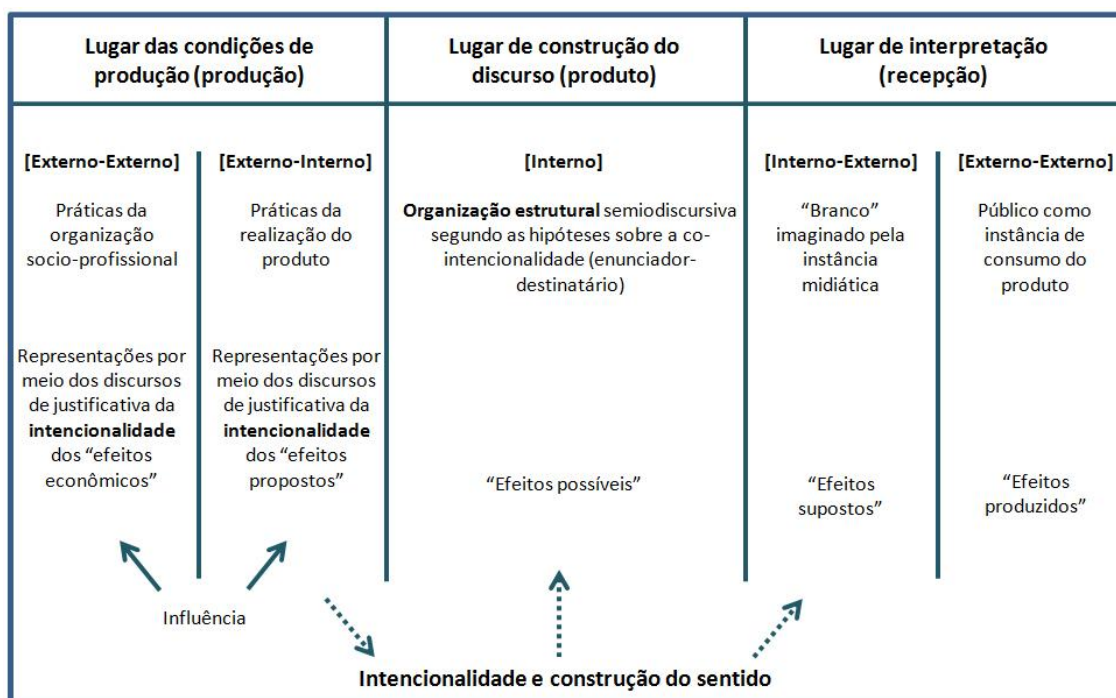 Lugar das condições de
produção (produção)
Lugar de construção do
discurso (produto)
Lugar de interpretação
(recepção)
[Externo-Externo]
Práticas da
organização
socio-profissional
Representações por
meio dos discursos
de justificativa da
intencionalidade
dos “efeitos
econômicos”
[Externo-Interno]
Práticas da
realização do
produto
Representações por
meio dos discursos
de justificativa da
intencionalidade
dos “efeitos
propostos”
Influência
[Interno]
Organização estrutural semiodiscursiva
segundo as hipóteses sobre a co-
intencionalidade (enunciador-
destinatário)
“Efeitos possíveis”
[Interno-Externo]
“Branco”
imaginado pela
instância
midiática
“Efeitos
supostos”
[Externo-Externo]
Público como
instância de
consumo do
produto
“Efeitos
produzidos”
Intencionalidade e construção do sentido